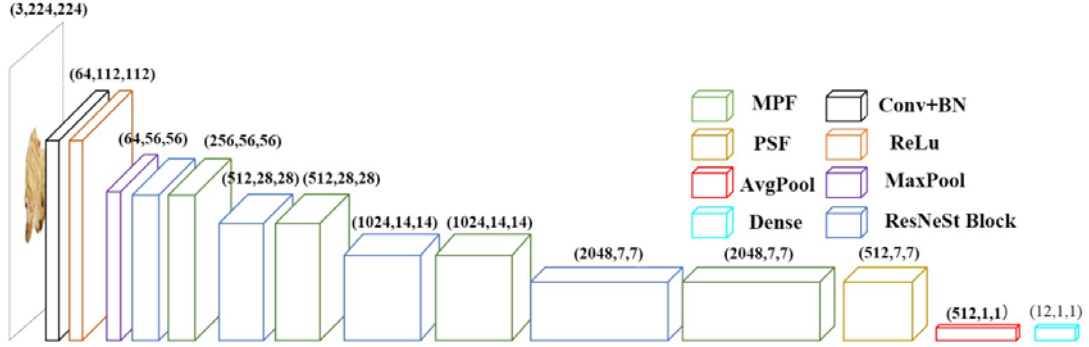 (3,224,224)
(64,112,112)
(64,56,56)
(256,56,56)
(512,28,28)
(512,28,28)
(1024,14,14)
(1024,14,14)
(2048,7,7)
(2048,7,7)
(512,7,7)
(512,1,1)
(12,1,1)
MPF
Conv+BN
PSF
ReLu
AvgPool
MaxPool
Dense
ResNeSt Block